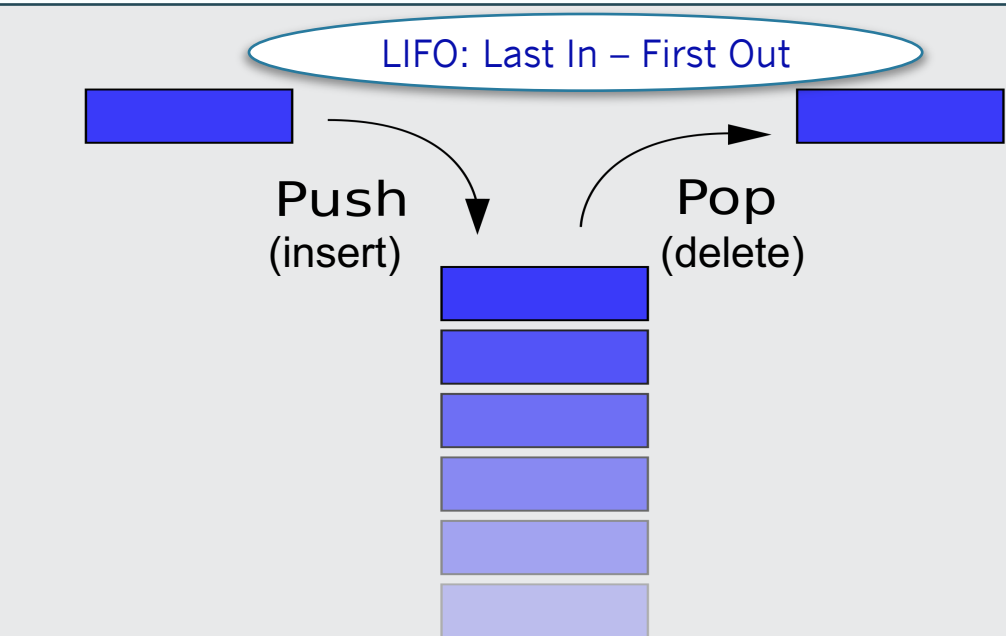 LIFO: Last In – First Out
Push
(insert)
Pop
(delete)